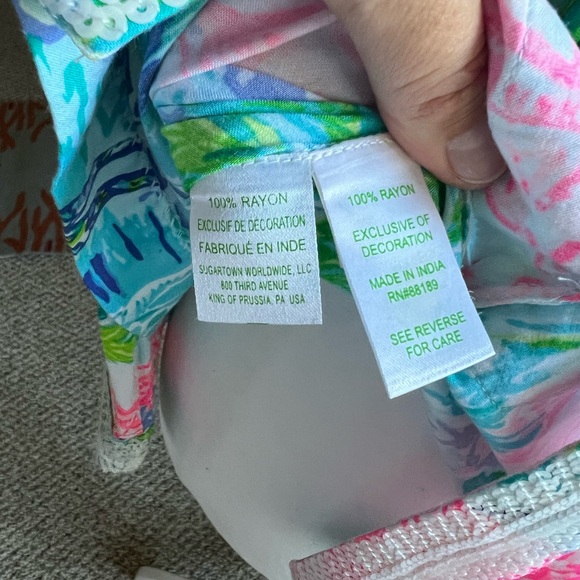 100% RAYON
EXCLUSIF DE DECORATION
FABRIQUÉ EN INDE
SUGARTOWN WORLDWIDE, LLC
800 THIRD AVENUE
KING OF PRUSSIA, PA USA
100% RAYON
EXCLUSIVE OF
DECORATION
MADE IN INDIA
RN#88189
SEE REVERSE
FOR CARE